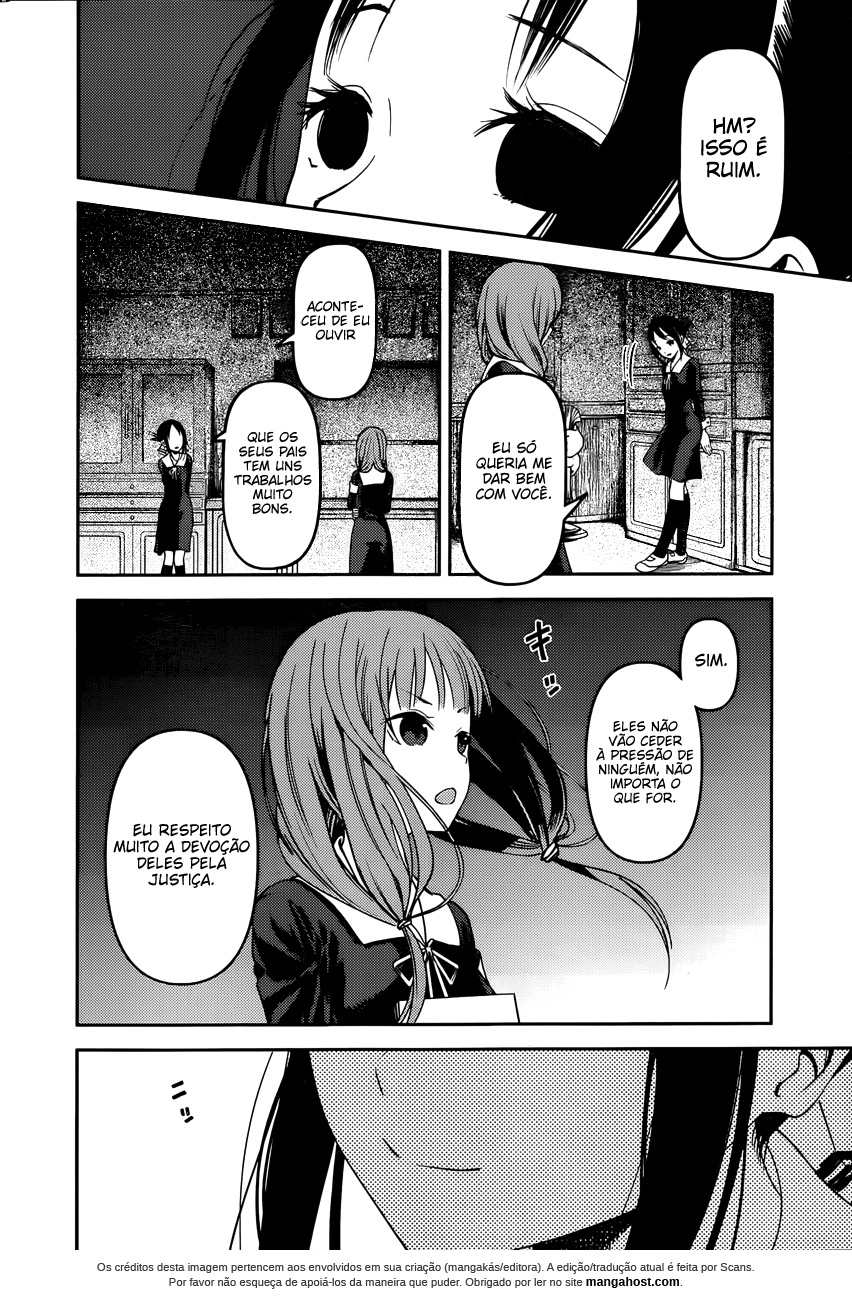 HM?
ISSO É
RUIM.
EU SÓ
QUERIA ME
DAR BEM
COM VOCÊ.
ACONTE-
CEU DE EU
OUVIR
QUE OS
SEUS PAIS
TEM UNS
TRABALHOS
MUITO
BONS.
SIM.
ELES NÃO
VÃO CEDER
À PRESSÃO DE
NINGUÉM, NÃO
IMPORTA O
QUE FOR.
キッ
EU RESPEITO
MUITO A DEVOÇÃO
DELES PELA
JUSTIÇA.
ニッ
Os créditos desta imagem pertencem aos envolvidos em sua criação (mangakás/editora). A edição/tradução atual é feita por Scans.
Por favor não esqueça de apoiá-los da maneira que puder. Obrigado por ler no site mangahost.com.